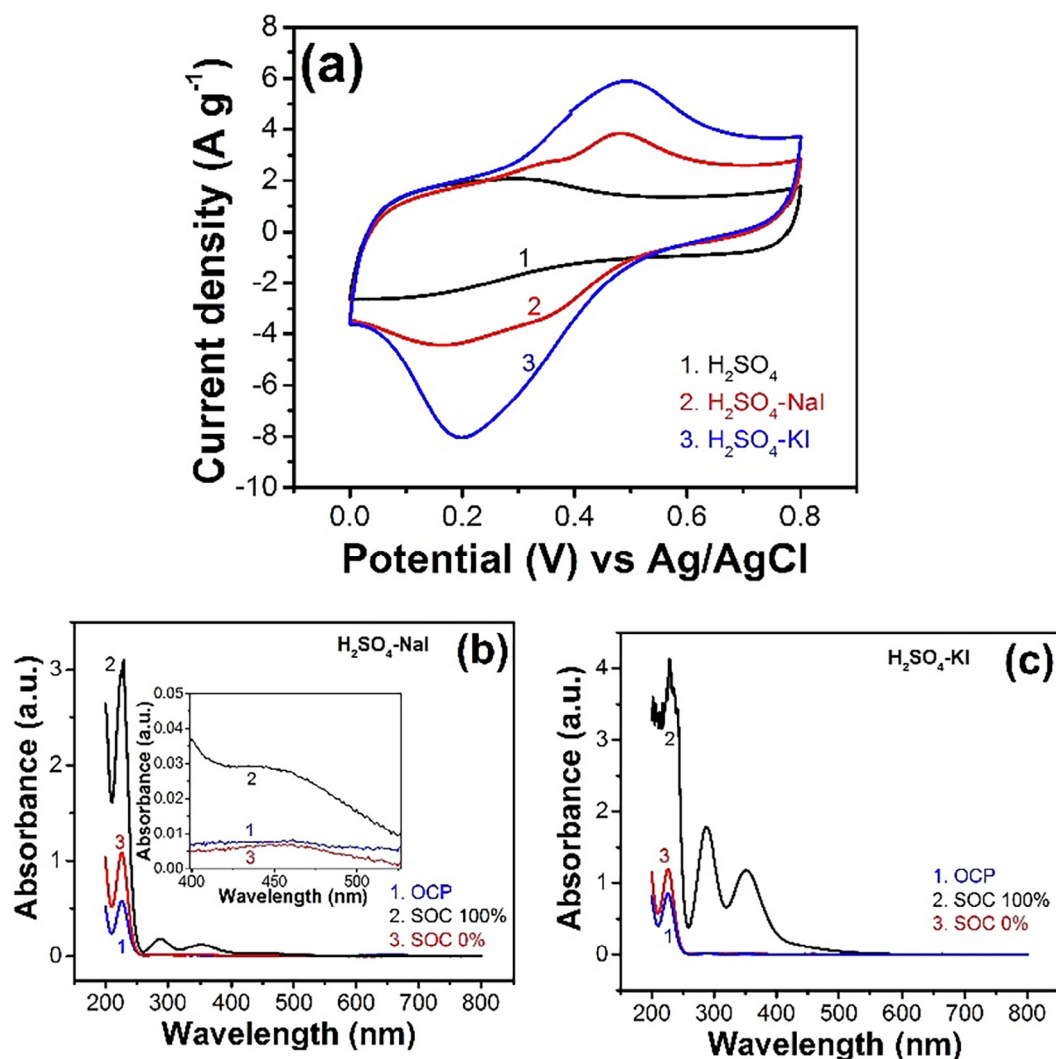 (a)
Current density (A g⁻¹)
8
6
4
2
0
-2
-4
-6
-8
-10
1
2
3
1. H₂SO₄
2. H₂SO₄-NaI
3. H₂SO₄-KI
0.0 0.2 0.4 0.6 0.8
Potential (V) vs Ag/AgCl
(b)
H₂SO₄-NaI
Absorbance (a.u.)
3
2
1
0
2
3
1
Absorbance (a.u.)
0.05
0.04
0.03
0.02
0.01
0.00
2
1
3
400 450 500
Wavelength (nm)
1. OCP
2. SOC 100%
3. SOC 0%
200 300 400 500 600 700 800
Wavelength (nm)
(c)
H₂SO₄-KI
Absorbance (a.u.)
4
3
2
1
0
2
3
1
1. OCP
2. SOC 100%
3. SOC 0%
200 300 400 500 600 700 800
Wavelength (nm)